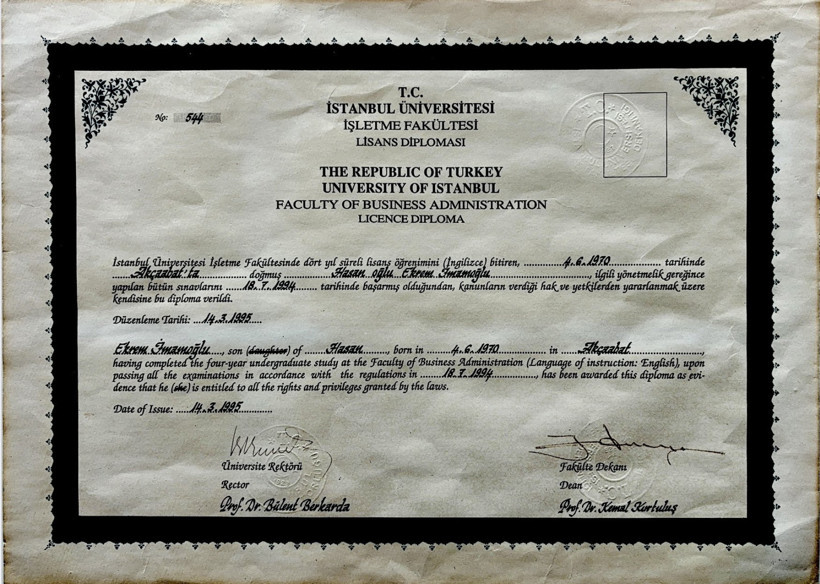 T.C.
İSTANBUL ÜNİVERSİTESİ
İŞLETME FAKÜLTESİ
LİSANS DİPLOMASI
No: 544
THE REPUBLIC OF TURKEY
UNIVERSITY OF ISTANBUL
FACULTY OF BUSINESS ADMINISTRATION
LICENCE DIPLOMA
İstanbul Üniversitesi İşletme Fakültesinde dört yıl süreli lisans öğrenimini (İngilizce) bitiren, 4.6.1970 tarihinde
Akçaabat'ta doğmuş Hasan oğlu Ekrem İmamoğlu, ilgili yönetmelik gereğince
yapılan bütün sınavlarını 18.7.1994 tarihinde başarmış olduğundan, kanunların verdiği hak ve yetkilerden yararlanmak üzere
kendisine bu diploma verildi.
Düzenleme Tarihi: 14.3.1995
Ekrem İmamoğlu, son (daughter) of Hasan, born in 4.6.1970 in Akçaabat,
having completed the four-year undergraduate study at the Faculty of Business Administration (Language of instruction: English), upon
passing all the examinations in accordance with the regulations in 18.7.1994, has been awarded this diploma as evi-
dence that he (she) is entitled to all the rights and privileges granted by the laws.
Date of Issue: 14.3.1995
Üniversite Rektörü
Rector
Prof. Dr. Bülent Berkarda
Fakülte Dekanı
Dean
Prof. Dr. Kemal Kurtuluş